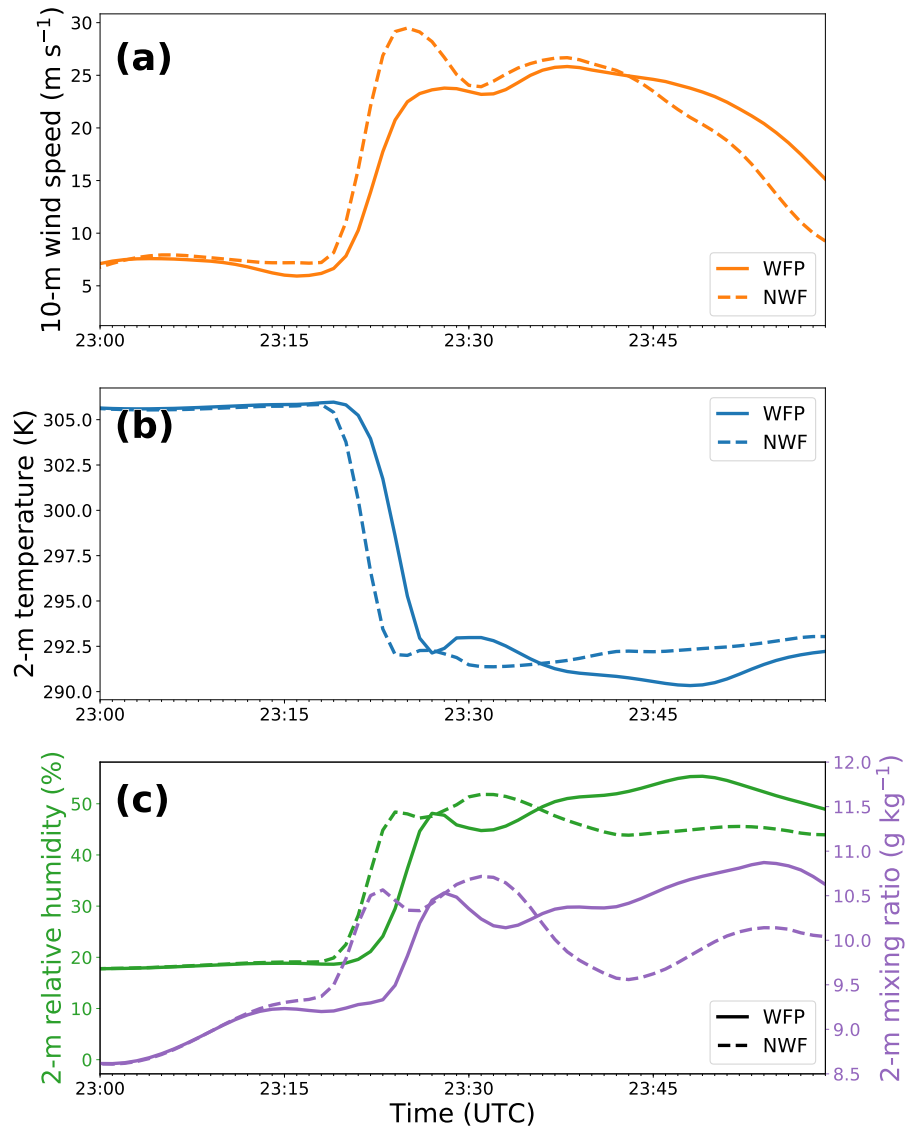 (a)
10-m wind speed (m s⁻¹)
30
25
20
15
10
5
WFP
NWF
23:00 23:15 23:30 23:45
(b)
2-m temperature (K)
305.0
302.5
300.0
297.5
295.0
292.5
290.0
WFP
NWF
23:00 23:15 23:30 23:45
(c)
2-m relative humidity (%)
50
40
30
20
10
0
2-m mixing ratio (g kg⁻¹)
12.0
11.5
11.0
10.5
10.0
9.5
9.0
8.5
WFP
NWF
23:00 23:15 23:30 23:45
Time (UTC)